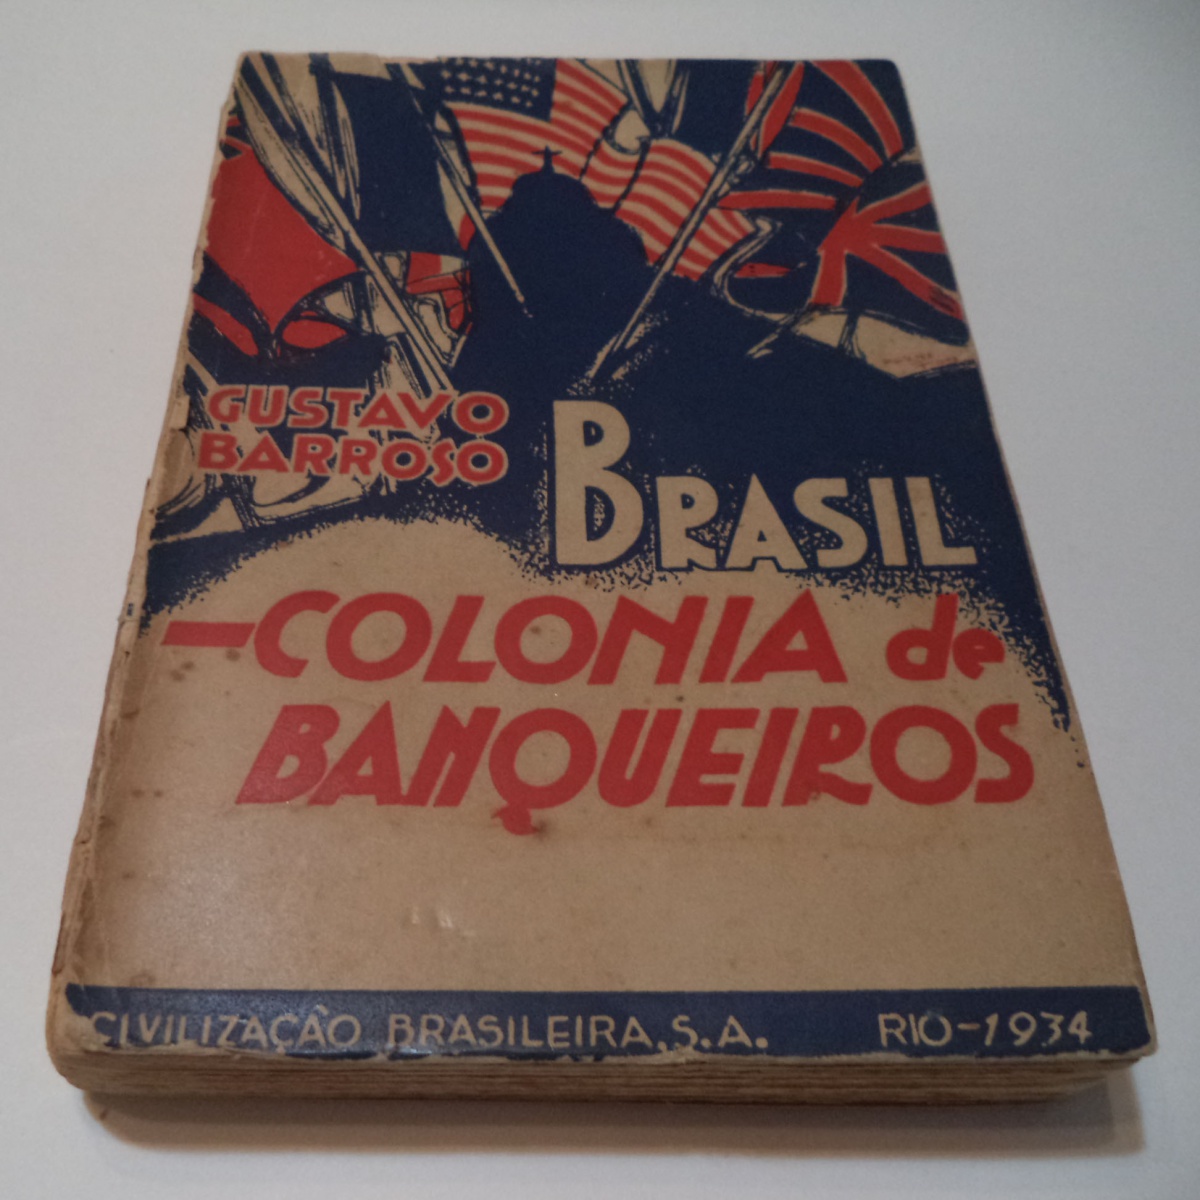 GUSTAVO
BARROSO
BRASIL
—COLONIA de
BANQUEIROS
CIVILIZAÇÃO BRASILEIRA, S.A. RIO-1934